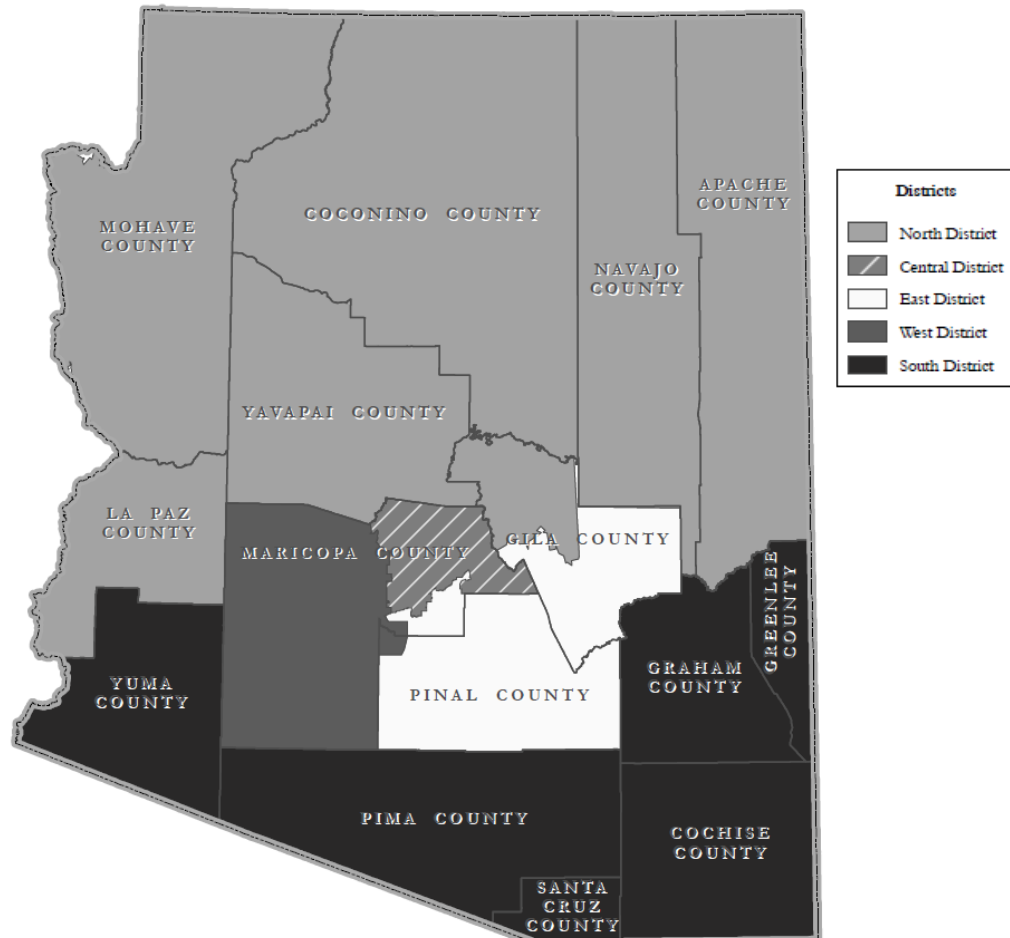 MOHAVE
COUNTY
COCONINO COUNTY
APACHE
COUNTY
NAVAJO
COUNTY
YAVAPAI COUNTY
LA PAZ
COUNTY
MARICOPA COUNTY
GILA COUNTY
GREENLEE
COUNTY
YUMA
COUNTY
PINAL COUNTY
GRAHAM
COUNTY
PIMA COUNTY
COCHISE
COUNTY
SANTA
CRUZ
COUNTY
Districts
North District
Central District
East District
West District
South District